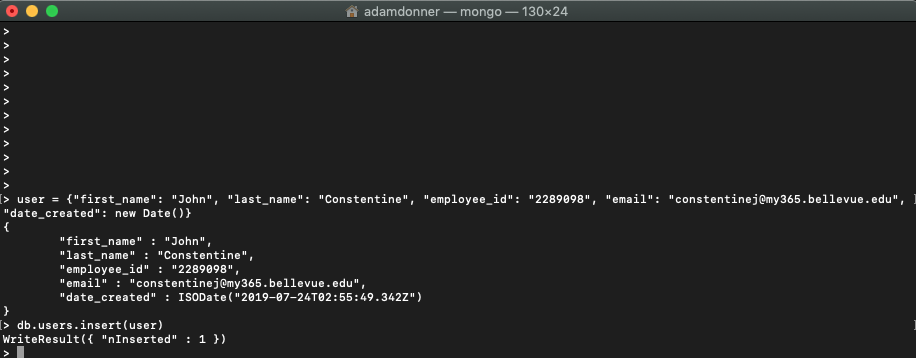 adamdonner — mongo — 130×24
>
>
>
>
>
>
>
>
>
>
>
>
[> user = {"first_name": "John", "last_name": "Constentine", "employee_id": "2289098", "email": "constentinej@my365.bellevue.edu", ]
"date_created": new Date()}
{
        "first_name" : "John",
        "last_name" : "Constentine",
        "employee_id" : "2289098",
        "email" : "constentinej@my365.bellevue.edu",
        "date_created" : ISODate("2019-07-24T02:55:49.342Z")
}
[> db.users.insert(user) ]
WriteResult({ "nInserted" : 1 })
>